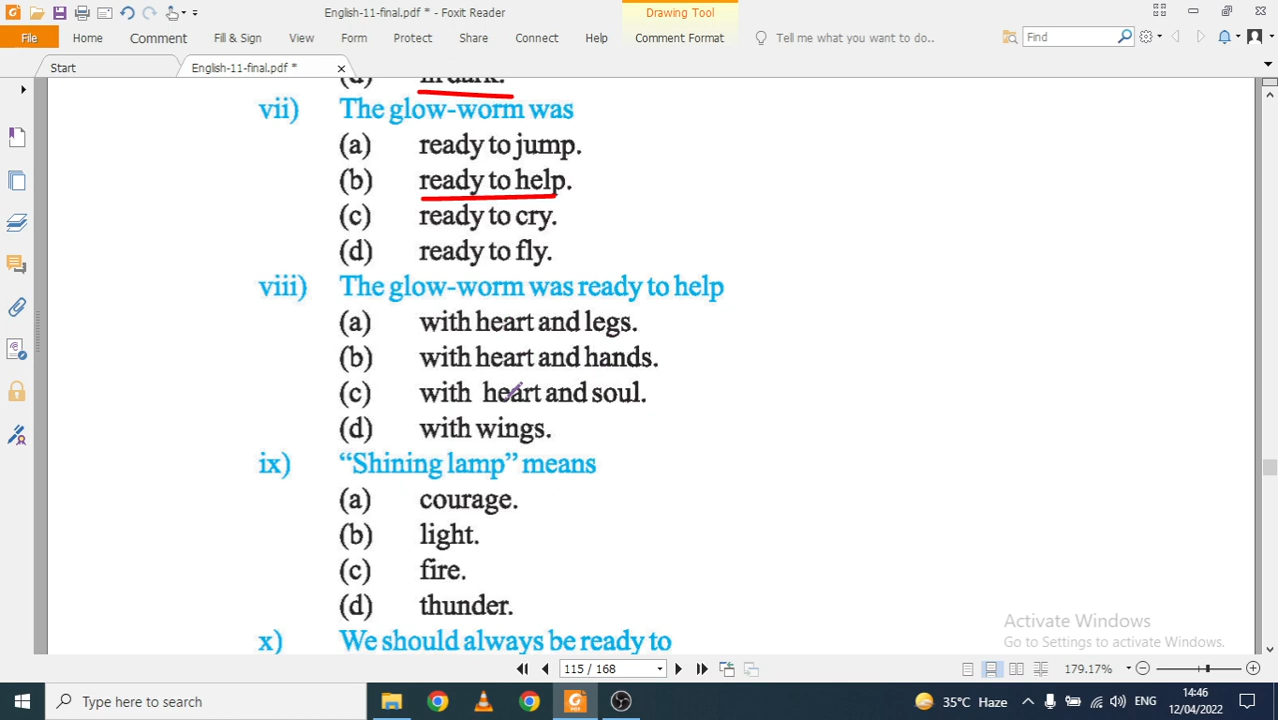 English-11-final.pdf * - Foxit Reader
Drawing Tool
File Home Comment Fill & Sign View Form Protect Share Connect Help Comment Format Tell me what you want to do.. Find
Start English-11-final.pdf *
(d) in dark.
vii) The glow-worm was
(a) ready to jump.
(b) ready to help.
(c) ready to cry.
(d) ready to fly.
viii) The glow-worm was ready to help
(a) with heart and legs.
(b) with heart and hands.
(c) with heart and soul.
(d) with wings.
ix) “Shining lamp” means
(a) courage.
(b) light.
(c) fire.
(d) thunder.
x) We should always be ready to
Activate Windows
Go to Settings to activate Windows.
115 / 168 179.17%
Type here to search 35°C Haze ENG 14:46
12/04/2022